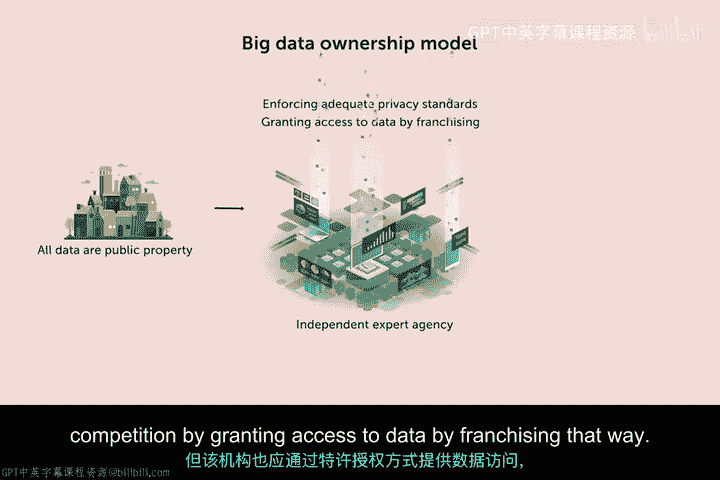 GPT中英字幕课程资源
Big data ownership model
Enforcing adequate privacy standards
Granting access to data by franchising
All data are public property
Independent expert agency
competition by granting access to data by franchising that way.
但该机构也应通过特许授权方式提供数据访问,
GPT中英字幕课程资源@bilibili.com